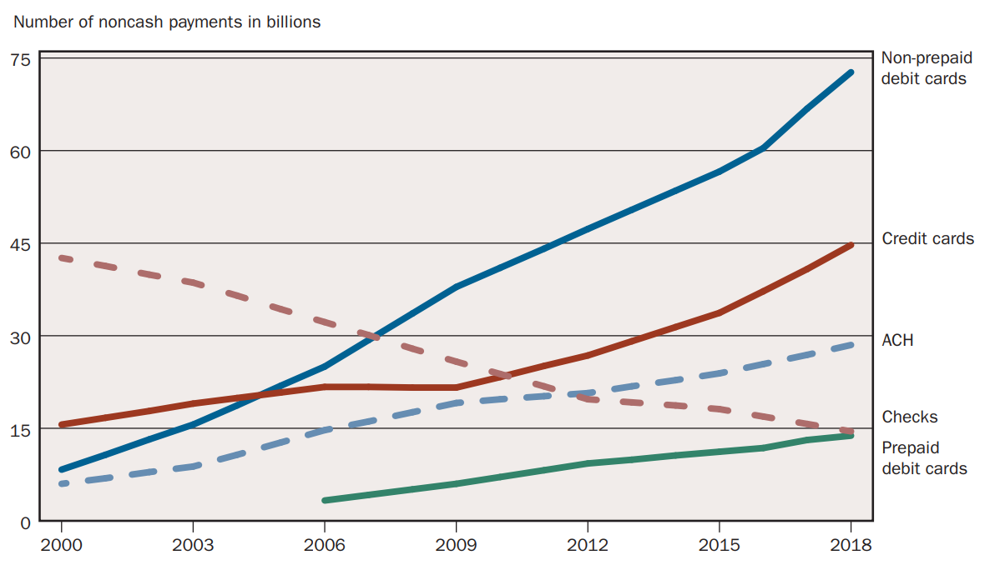 Number of noncash payments in billions
75
60
45
30
15
0
2000 2003 2006 2009 2012 2015 2018
Non-prepaid
debit cards
Credit cards
ACH
Checks
Prepaid
debit cards